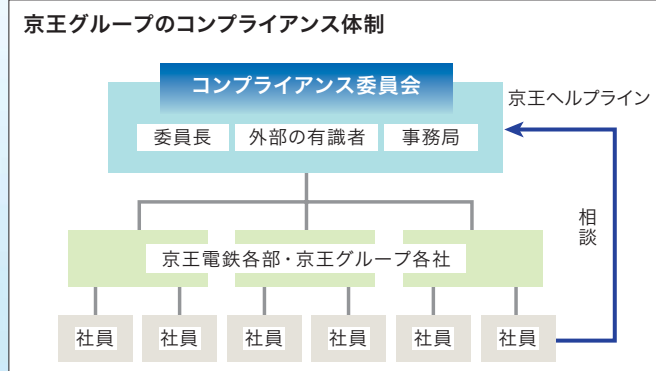 京王グループのコンプライアンス体制
コンプライアンス委員会
京王ヘルプライン
委員長
外部の有識者
事務局
相談
京王電鉄各部・京王グループ各社
社員
社員
社員
社員
社員
社員